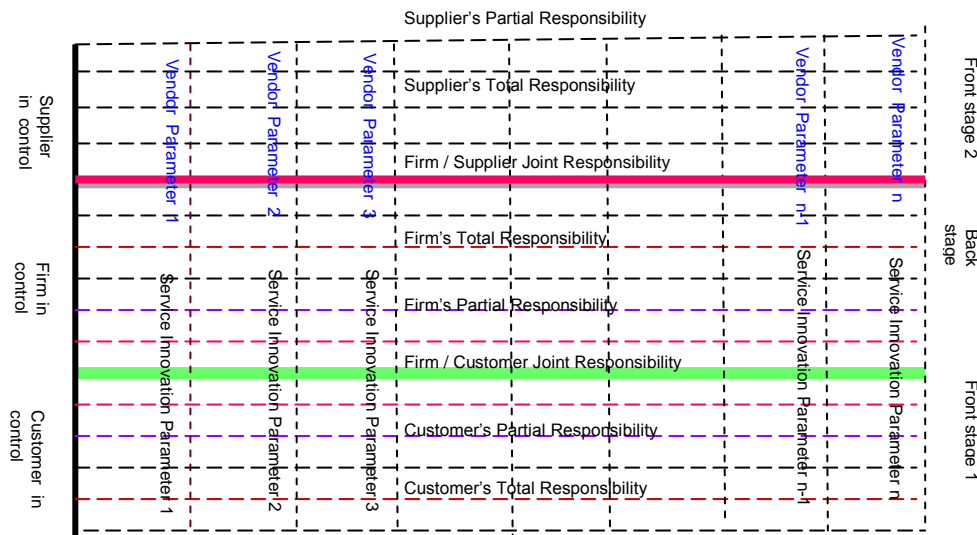 Supplier's Partial Responsibility
Supplier's Total Responsibility
Firm / Supplier Joint Responsibility
Firm's Total Responsibility
Firm's Partial Responsibility
Firm / Customer Joint Responsibility
Customer's Partial Responsibility
Customer's Total Responsibility
Supplier
in control
Firm in
control
Customer in
control
Vendor Parameter 1
Vendor Parameter 2
Vendor Parameter 3
Vendor Parameter n-1
Vendor Parameter n
Service Innovation Parameter 1
Service Innovation Parameter 2
Service Innovation Parameter 3
Service Innovation Parameter n-1
Service Innovation Parameter n
Front stage 2
Back
stage
Front stage 1